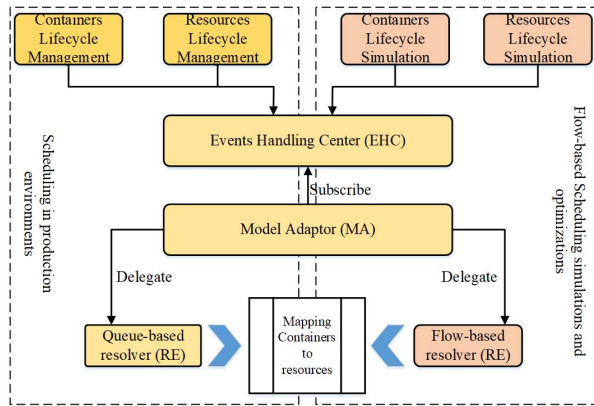 Containers
Lifecycle
Management
Resources
Lifecycle
Management
Containers
Lifecycle
Simulation
Resources
Lifecycle
Simulation
Events Handling Center (EHC)
Subscribe
Model Adaptor (MA)
Delegate
Delegate
Queue-based
resolver (RE)
Mapping
Containers
to
resources
Flow-based
resolver (RE)
Scheduling in production
environments
Flow-based Scheduling simulations and
optimizations